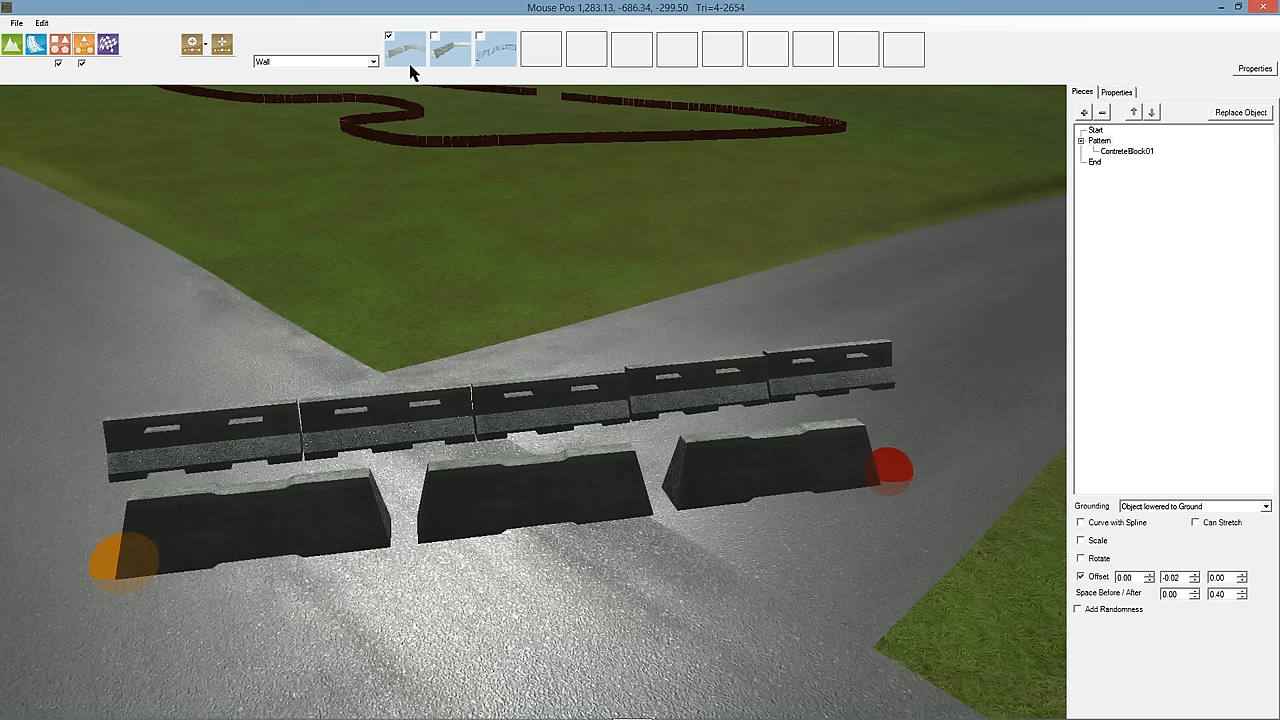 Mouse Pos 1,283.13, -686.34, -299.50 Tri=4-2654
File Edit
Wall
Properties
Pieces Properties
Replace Object
Start
Pattern
ContreteBlock01
End
Grounding Object lowered to Ground
Curve with Spline Can Stretch
Scale
Rotate
Offset 0.00 -0.02 0.00
Space Before / After 0.00 0.40
Add Randomness